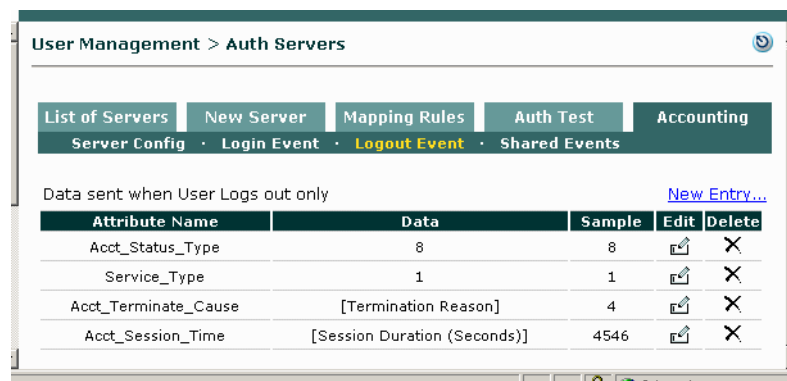 User Management > Auth Servers
List of Servers New Server Mapping Rules Auth Test Accounting
Server Config · Login Event · Logout Event · Shared Events
Data sent when User Logs out only New Entry...
Attribute Name Data Sample Edit Delete
Acct_Status_Type 8 8
Service_Type 1 1
Acct_Terminate_Cause [Termination Reason] 4
Acct_Session_Time [Session Duration (Seconds)] 4546